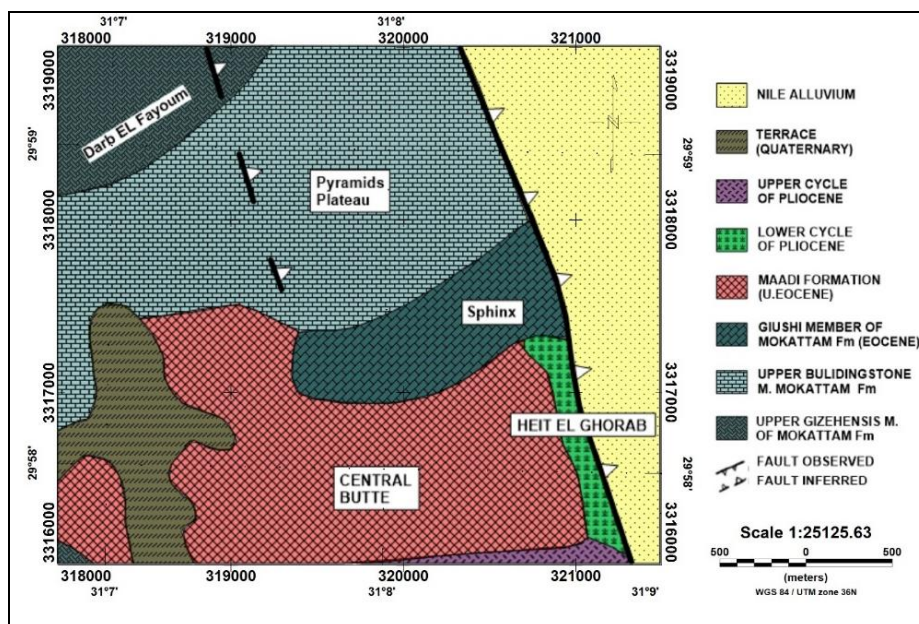 31°7'
31°8'
318000
319000
320000
321000
3319000
3319000
29°59'
29°59'
3318000
3318000
3317000
3317000
29°58'
29°58'
3316000
3316000
318000
319000
320000
321000
31°7'
31°8'
31°9'
Darb EL Fayoum
Pyramids
Plateau
Sphinx
HEIT EL GHORAB
CENTRAL
BUTTE
N
NILE ALLUVIUM
TERRACE
(QUATERNARY)
UPPER CYCLE
OF PLIOCENE
LOWER CYCLE
OF PLIOCENE
MAADI FORMATION
(U.EOCENE)
GIUSHI MEMBER OF
MOKATTAM Fm (EOCENE)
UPPER BULIDINGSTONE
M. MOKATTAM Fm
UPPER GIZEHENSIS M.
OF MOKATTAM Fm
FAULT OBSERVED
FAULT INFERRED
Scale 1:25125.63
500 0 500
(meters)
WGS 84 / UTM zone 36N